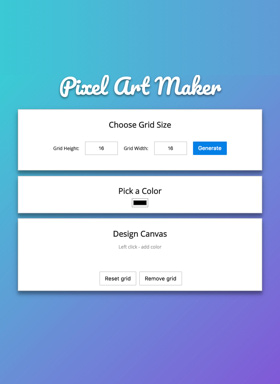 Pixel Art Maker
Choose Grid Size
Grid Height: 16 Grid Width: 16 Generate
Pick a Color
Design Canvas
Left click - add color
Reset grid Remove grid